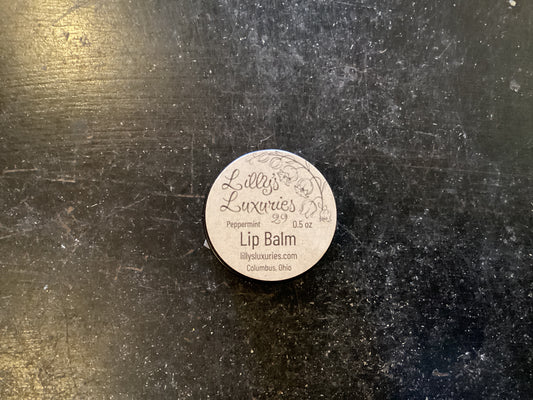 Lilly's
Luxuries
29
Peppermint 0.5 oz
Lip Balm
lillysluxuries.com
Columbus, Ohio